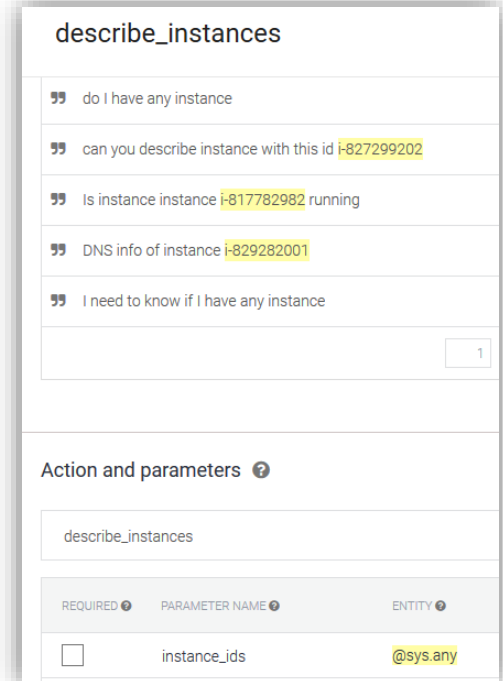 describe_instances
do I have any instance
can you describe instance with this id i-827299202
Is instance instance i-817782982 running
DNS info of instance i-829282001
I need to know if I have any instance
1
Action and parameters ?
describe_instances
REQUIRED ? PARAMETER NAME ? ENTITY ?
instance_ids @sys.any